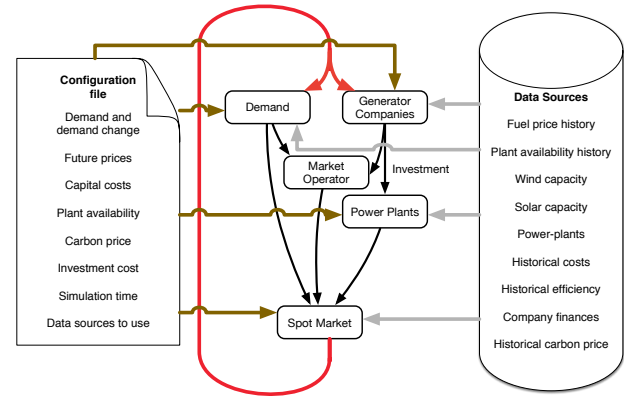 Configuration
file
Demand and
demand change
Future prices
Capital costs
Plant availability
Carbon price
Investment cost
Simulation time
Data sources to use
Demand
Generator
Companies
Market
Operator
Investment
Power Plants
Spot Market
Data Sources
Fuel price history
Plant availability history
Wind capacity
Solar capacity
Power-plants
Historical costs
Historical efficiency
Company finances
Historical carbon price